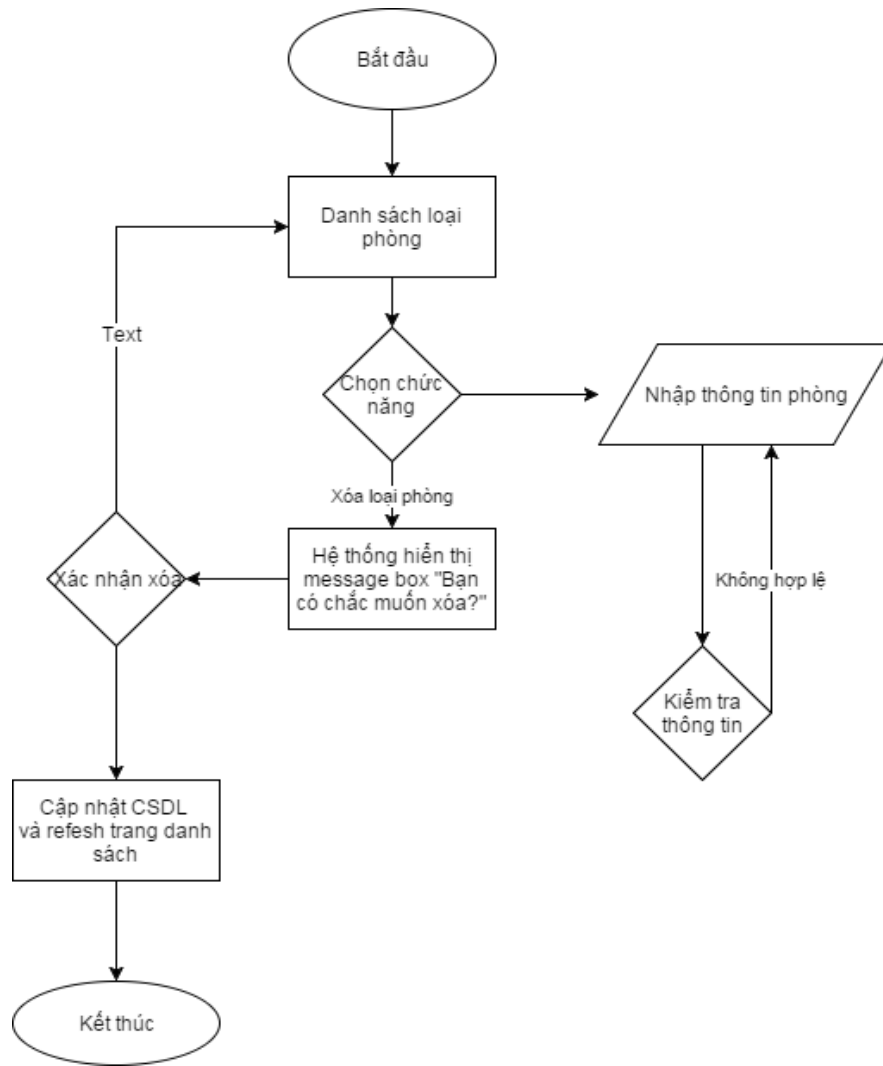 Bắt đầu
Danh sách loại
phòng
Text
Chọn chức
năng
Nhập thông tin phòng
Xóa loại phòng
Hệ thống hiển thị
message box "Bạn
có chắc muốn xóa?"
Xác nhận xóa
Không hợp lệ
Kiểm tra
thông tin
Cập nhật CSDL
và refesh trang danh
sách
Kết thúc